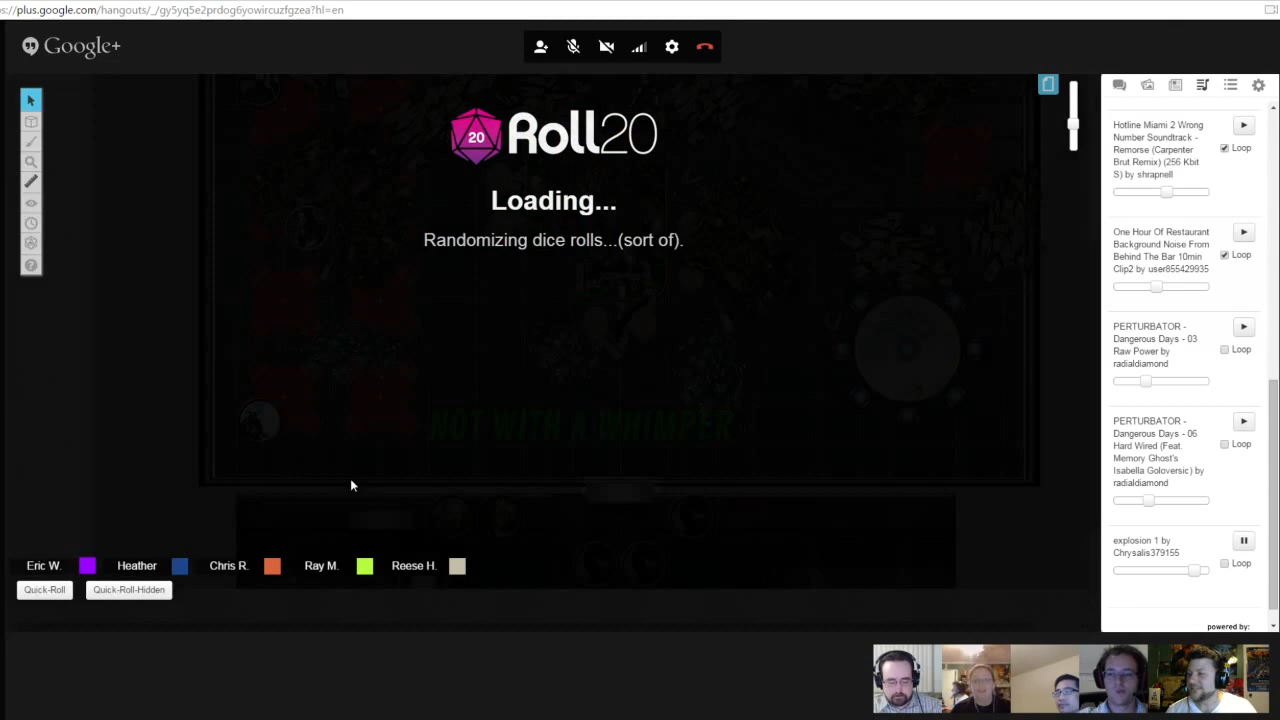 s://plus.google.com/hangouts/_/gy5yq5e2prdog6yowircuzfgzea?hl=en
Google+
20 Roll20
Loading...
Randomizing dice rolls...(sort of).
NOT WITH A WHIMPER
Eric W.
Heather
Chris R.
Ray M.
Reese H.
Quick-Roll
Quick-Roll-Hidden
Hotline Miami 2 Wrong
Number Soundtrack -
Remorse (Carpenter
Brut Remix) (256 Kbit
S) by shrapnell
Loop
One Hour Of Restaurant
Background Noise From
Behind The Bar 10min
Clip2 by user855429935
Loop
PERTURBATOR -
Dangerous Days - 03
Raw Power by
radialdiamond
Loop
PERTURBATOR -
Dangerous Days - 06
Hard Wired (Feat.
Memory Ghost's
Isabella Goloversic) by
radialdiamond
Loop
explosion 1 by
Chrysalis379155
Loop
powered by: